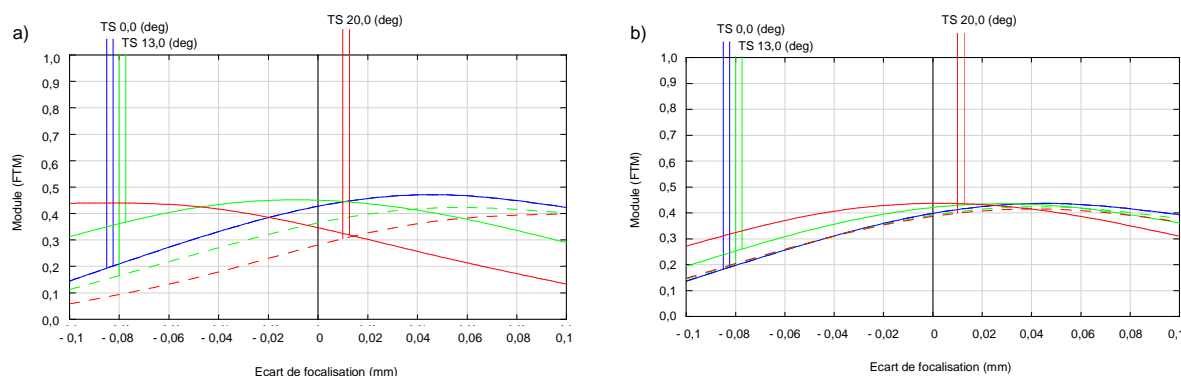 a)
TS 0,0 (deg)
TS 13,0 (deg)
TS 20,0 (deg)
Module (FTM)
1,0
0,9
0,8
0,7
0,6
0,5
0,4
0,3
0,2
0,1
0,0
- 0,1 - 0,08 - 0,06 - 0,04 - 0,02 0 0,02 0,04 0,06 0,08 0,1
Ecart de focalisation (mm)
b)
TS 0,0 (deg)
TS 13,0 (deg)
TS 20,0 (deg)
Module (FTM)
1,0
0,9
0,8
0,7
0,6
0,5
0,4
0,3
0,2
0,1
0,0
- 0,1 - 0,08 - 0,06 - 0,04 - 0,02 0 0,02 0,04 0,06 0,08 0,1
Ecart de focalisation (mm)